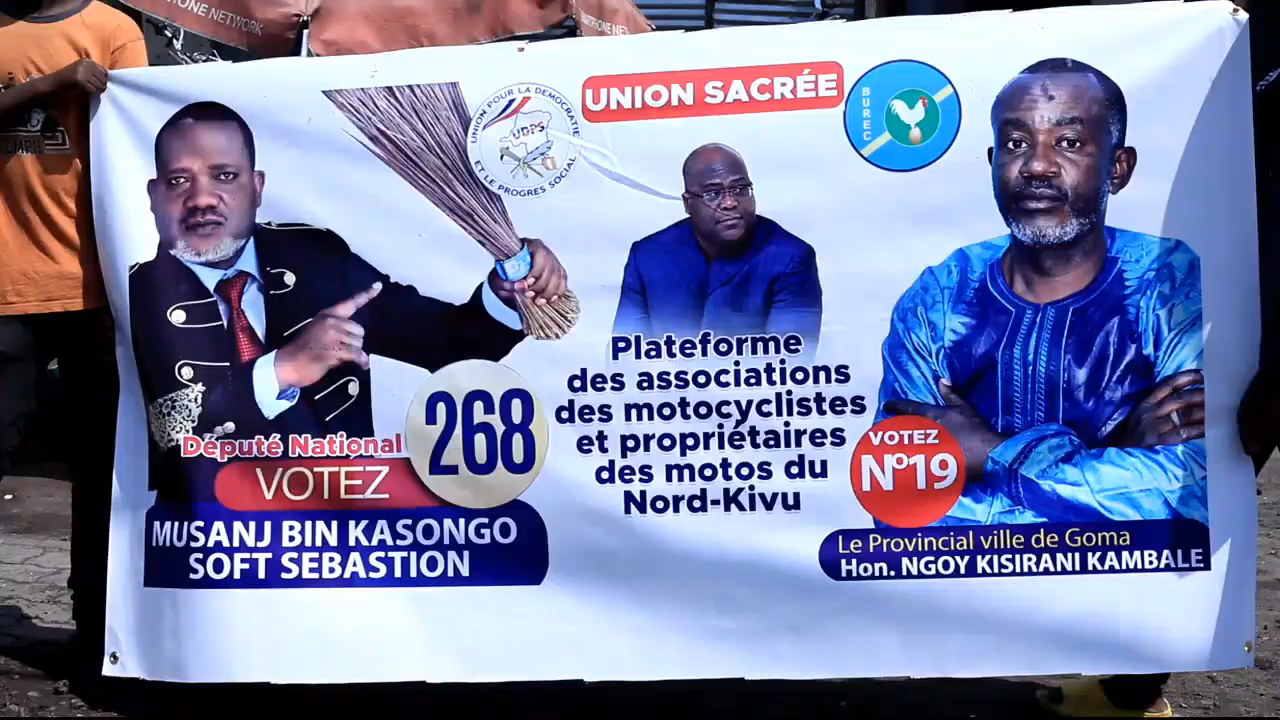 PHONE NETWORK
UNION SACRÉE
UNION POUR LA DEMOCRATIE
UDPS
ET LE PROGRES SOCIAL
BUREC
Plateforme
des associations
des motocyclistes
et propriétaires
des motos du
Nord-Kivu
Député National
VOTEZ
268
MUSANJ BIN KASONGO
SOFT SEBASTION
VOTEZ
N°19
Le Provincial ville de Goma
Hon. NGOY KISIRANI KAMBALE